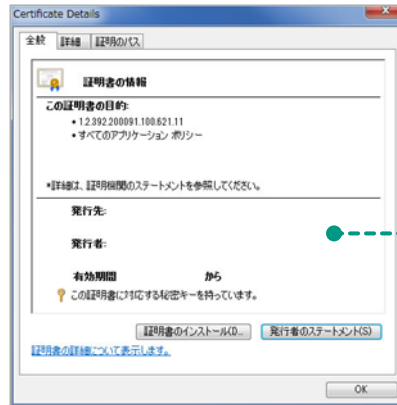 Certificate Details
全般 詳細 証明のパス
証明書の情報
この証明書の目的:
• 1.2.392.200091.100.621.11
• すべてのアプリケーション ポリシー
*詳細は、証明機関のステートメントを参照してください。
発行先:
発行者:
有効期間 から
この証明書に対応する秘密キーを持っています。
証明書のインストール(I)... 発行者のステートメント(S)
証明書の詳細について表示します。
OK